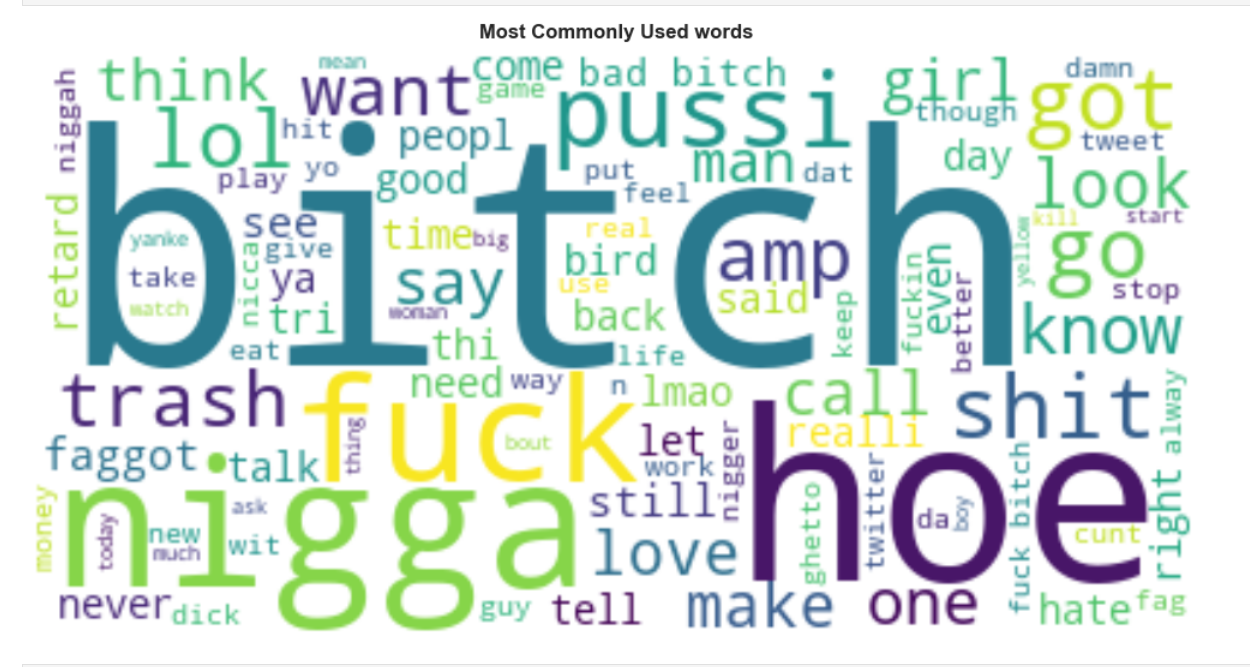 Most Commonly Used words
niggah
think
mean
want
come
game
bad bitch
girl
though
damn
got
tweet
lol
hit
peopl
pussi
man
dat
day
look
play
yo
good
put
feel
retard
bitch
see
give
time
big
real
bird
use
amp
said
yellow
kill
start
go
stop
yanke
take
watch
nicca
ya
tri
say
woman
back
keep
fuckin
even
better
know
eat
thi
life
trash
fuck
need
way
n
lmao
call
realli
shit
alway
faggot
talk
thing
bout
let
work
nigger
hoe
nigga
still
love
ghetto
twitter
da
boy
fuck bitch
cunt
right
money
today
new
much
ask
wit
never
dick
guy
tell
make
one
hate
fag